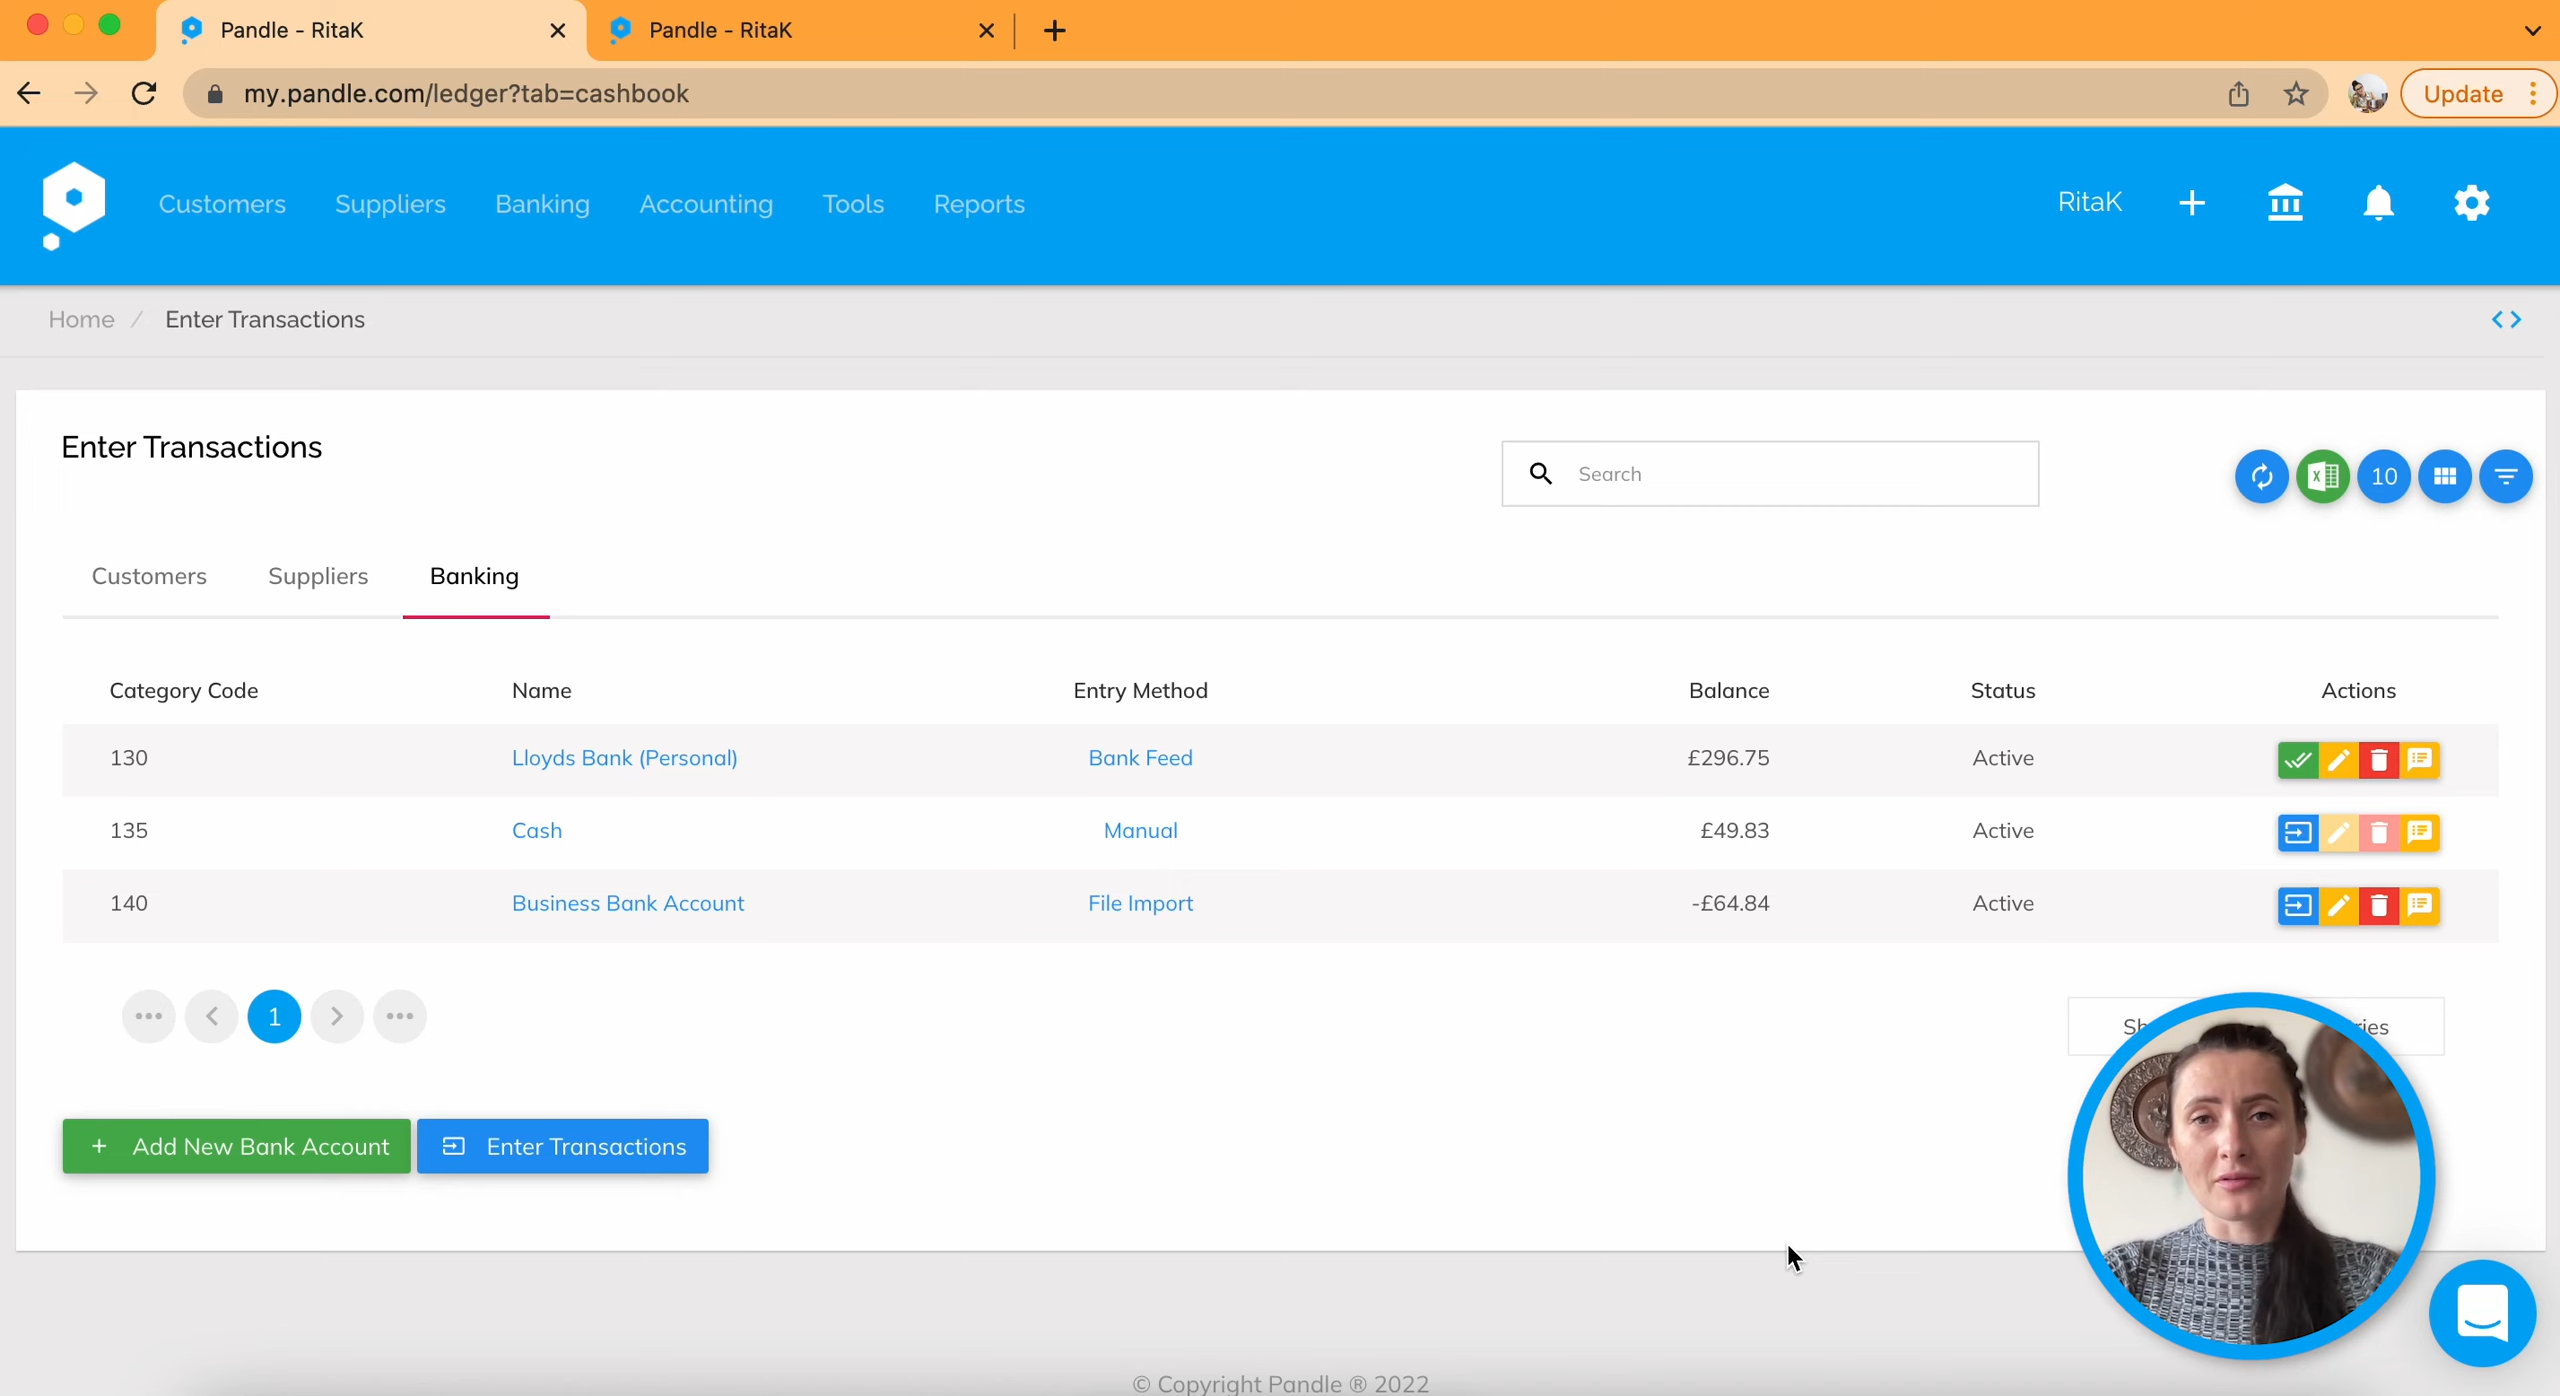 Pandle - RitaK
Pandle - RitaK
my.pandle.com/ledger?tab=cashbook
Update
Customers Suppliers Banking Accounting Tools Reports
RitaK
Home / Enter Transactions
Enter Transactions
Search
10
Customers Suppliers Banking
Category Code Name Entry Method Balance Status Actions
130 Lloyds Bank (Personal) Bank Feed £296.75 Active
135 Cash Manual £49.83 Active
140 Business Bank Account File Import -£64.84 Active
1
+ Add New Bank Account
Enter Transactions
© Copyright Pandle ® 2022